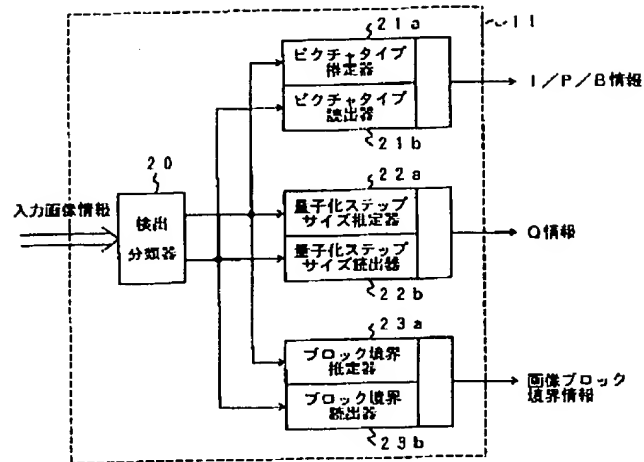 21a
11
ピクチャタイプ
推定器
I/P/B情報
ピクチャタイプ
読出器
21b
20
22a
入力画像情報
検出
分類器
量子化ステップ
サイズ推定器
Q情報
量子化ステップ
サイズ読出器
22b
23a
ブロック境界
推定器
画像ブロック
境界情報
ブロック境界
読出器
23b